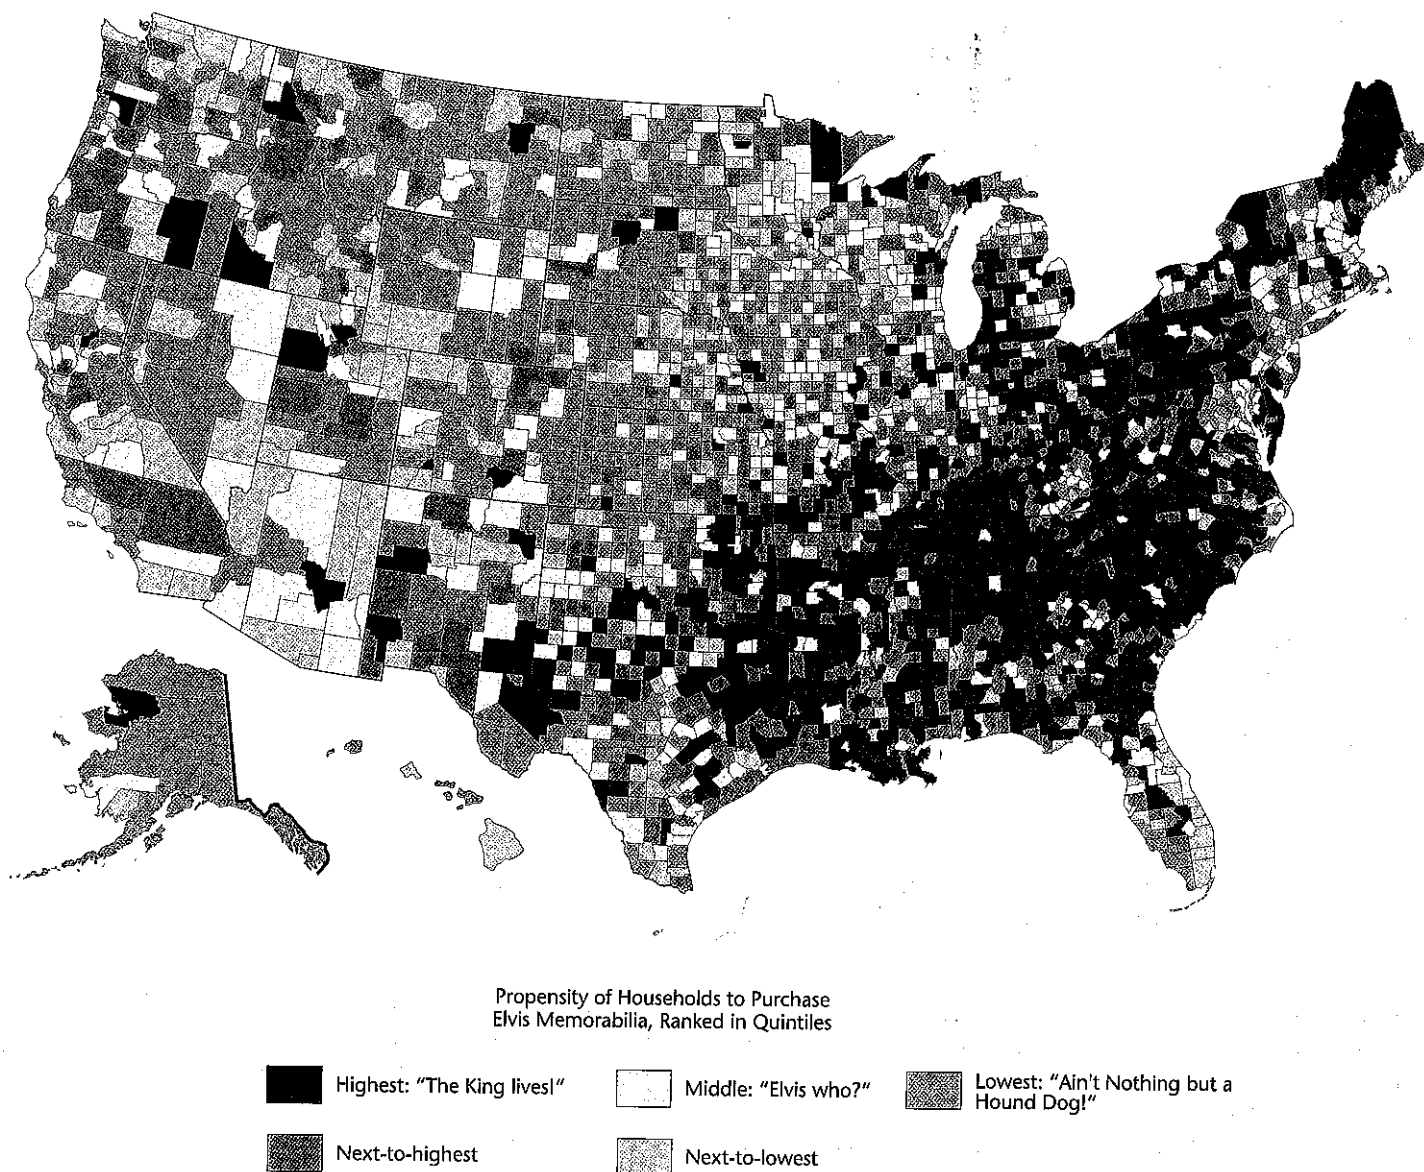 Propensity of Households to Purchase
Elvis Memorabilia, Ranked in Quintiles
Highest: "The King lives!"
Middle: "Elvis who?"
Lowest: "Ain't Nothing but a
Hound Dog!"
Next-to-highest
Next-to-lowest